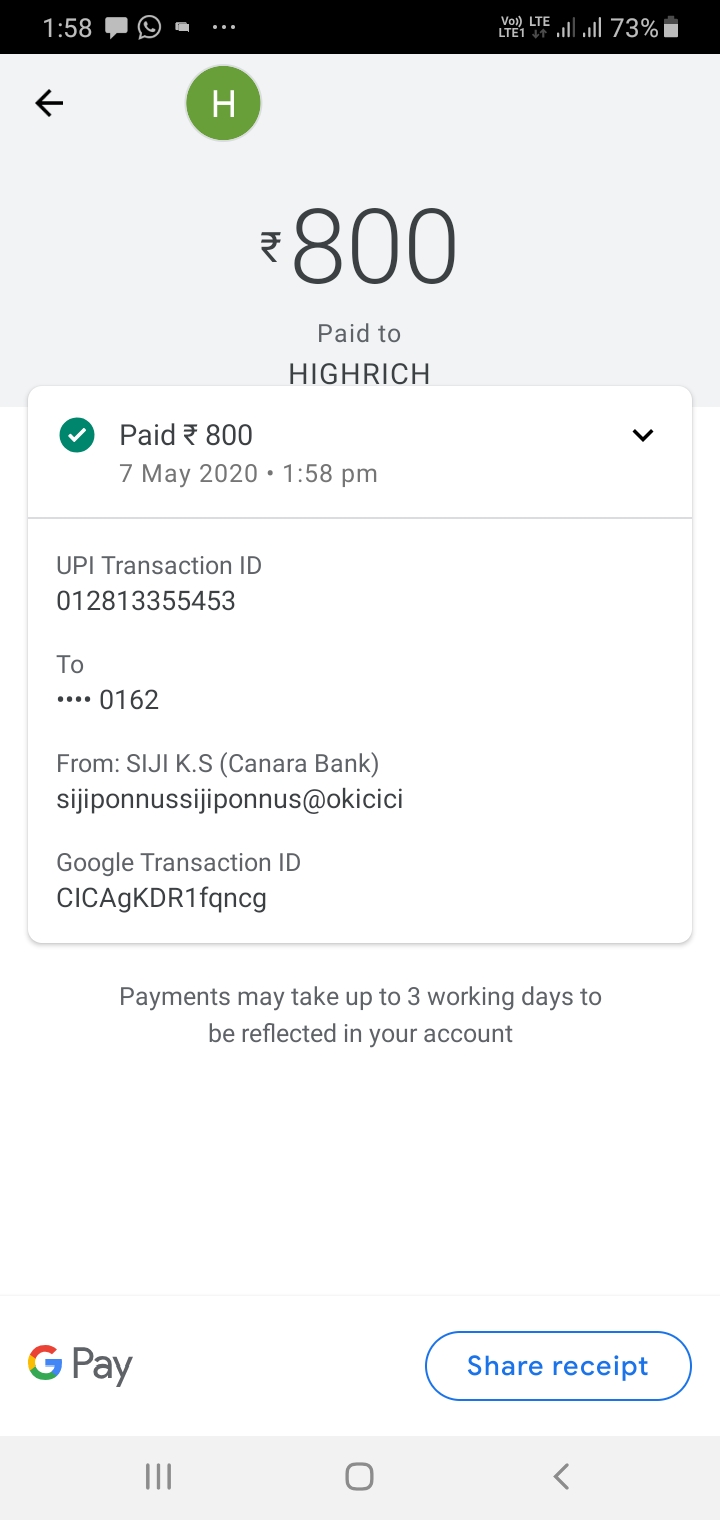 1:58
Vo)) LTE
LTE1
73%
H
₹800
Paid to
HIGHRICH
Paid ₹ 800
7 May 2020 • 1:58 pm
UPI Transaction ID
012813355453
To
•••• 0162
From: SIJI K.S (Canara Bank)
sijiponnussijiponnus@okicici
Google Transaction ID
CICAgKDR1fqncg
Payments may take up to 3 working days to
be reflected in your account
G Pay
Share receipt